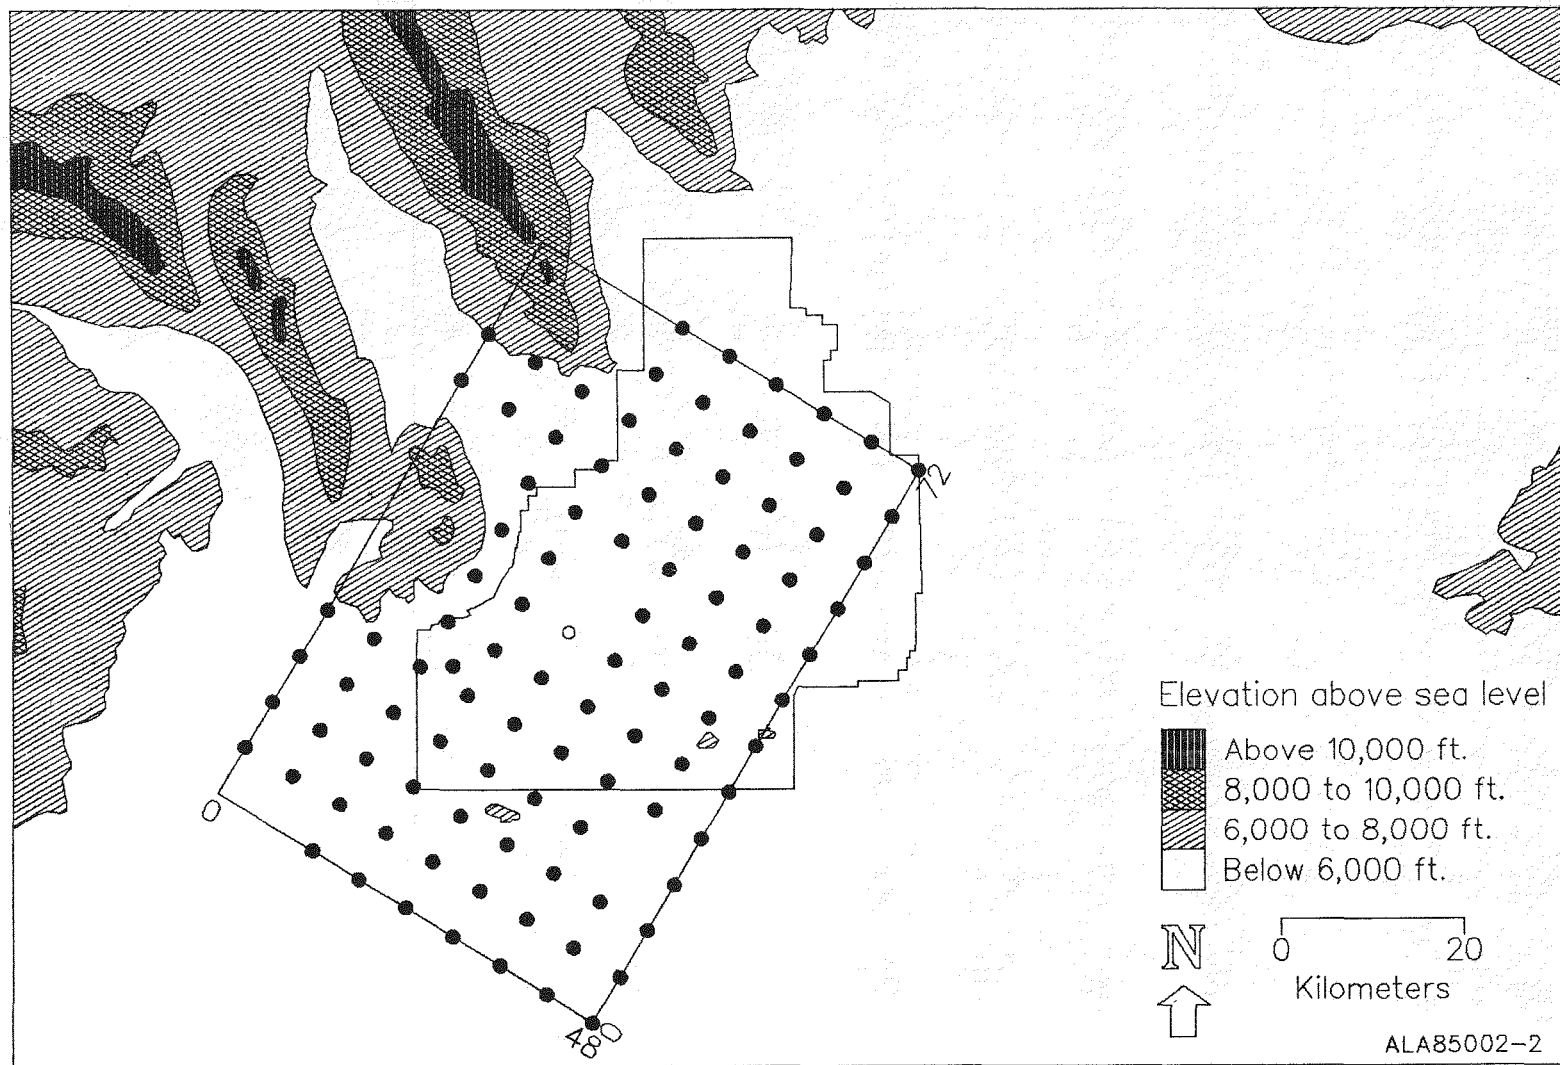 72
Elevation above sea level
Above 10,000 ft.
8,000 to 10,000 ft.
6,000 to 8,000 ft.
Below 6,000 ft.
0
N
0 20
Kilometers
48 0
ALA85002-2